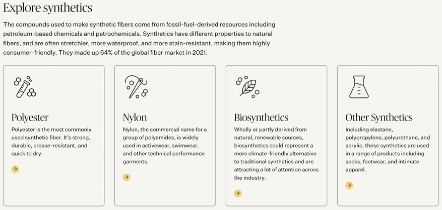 Explore synthetics
The compounds used to make synthetic fibers come from fossil-fuel-derived resources including
petroleum-based chemicals and petrochemicals. Synthetics have different properties to natural
fibers, and are often stretchier, more waterproof, and more stain-resistant, making them highly
consumer-friendly. They made up 64% of the global fiber market in 2021.
Polyester
Polyester is the most commonly
used synthetic fiber. It's strong,
durable, crease-resistant, and
quick to dry.
Nylon
Nylon, the commercial name for a
group of polyamides, is widely
used in activewear, swimwear,
and other technical performance
garments.
Biosynthetics
Wholly or partly derived from
natural, renewable sources,
biosynthetics could represent a
more climate-friendly alternative
to traditional synthetics and are
attracting a lot of attention across
the industry.
Other Synthetics
Including elastane,
polypropylene, polyurethane, and
acrylic, these synthetics are used
in a range of products including
socks, footwear, and intimate
apparel.